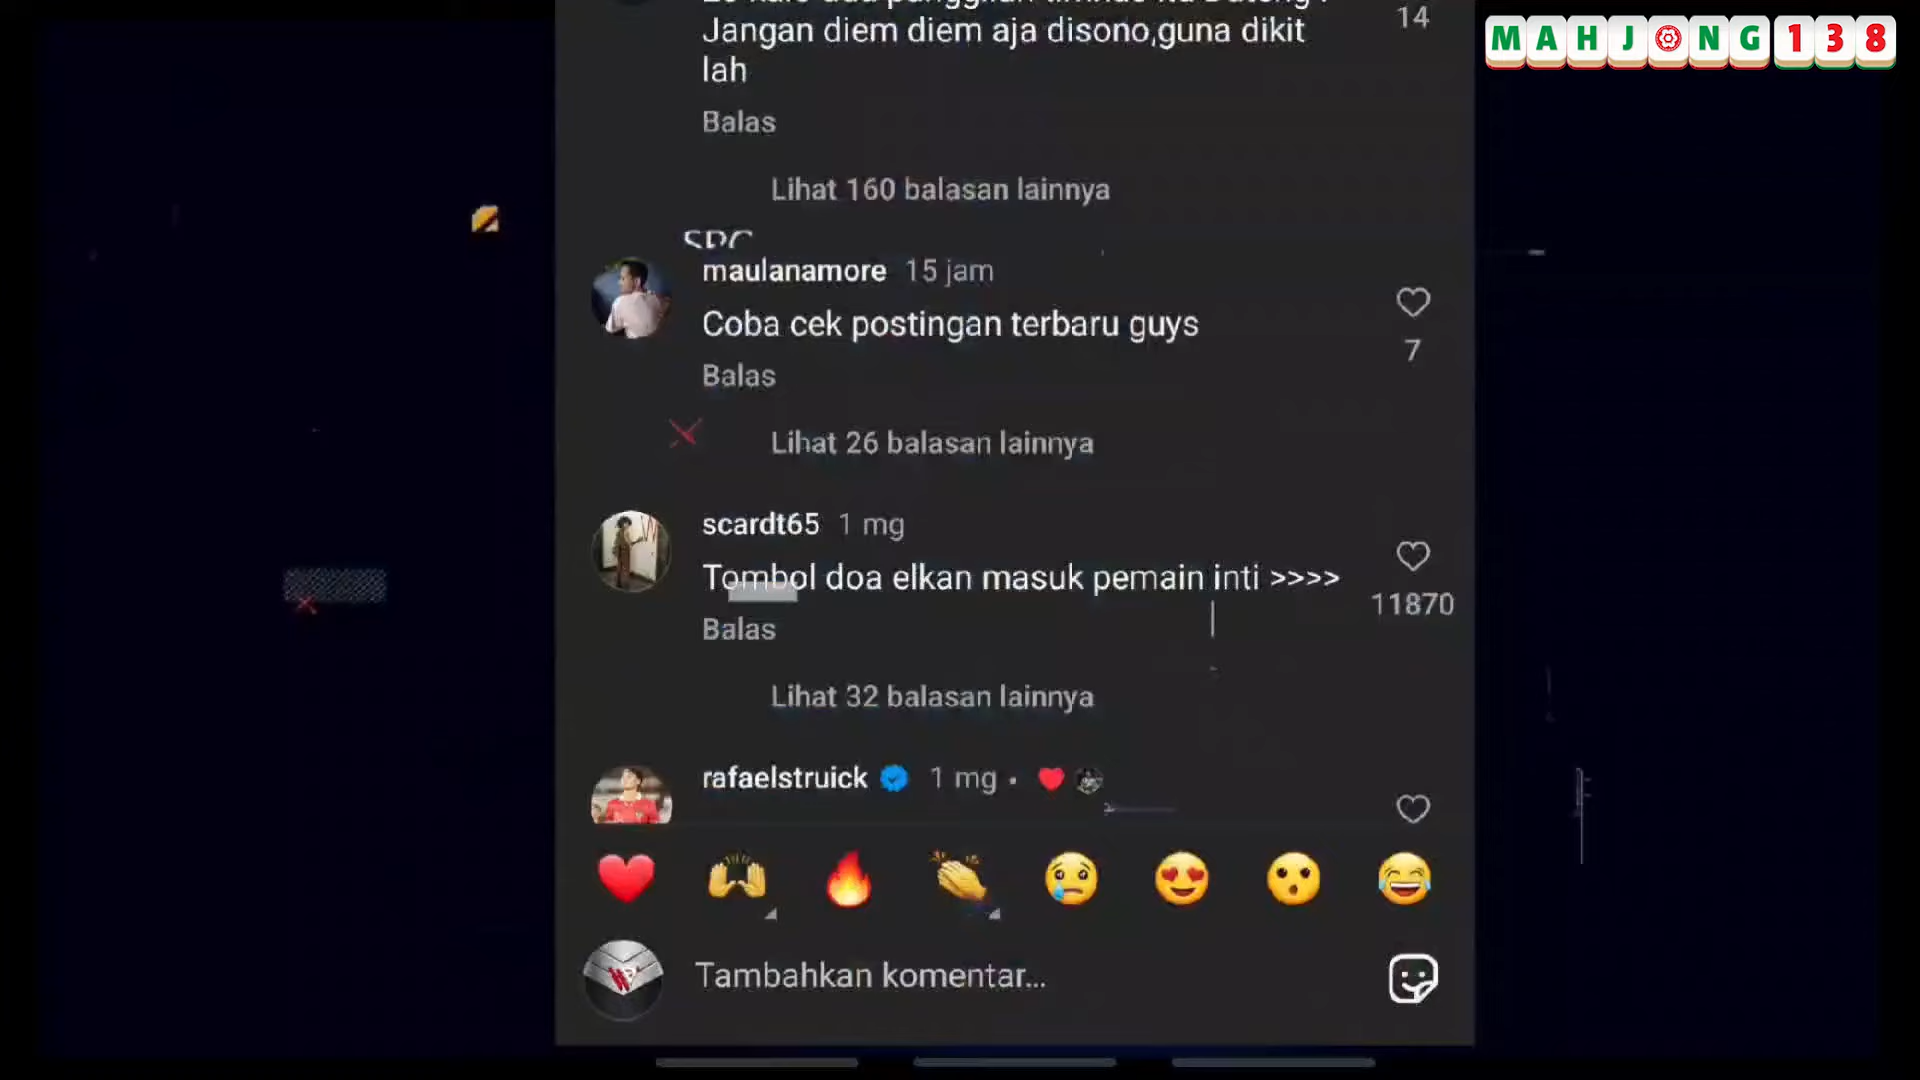 Jangan diem diem aja disono,guna dikit
lah
14
Balas
Lihat 160 balasan lainnya
maulanamore 15 jam
Coba cek postingan terbaru guys
7
Balas
Lihat 26 balasan lainnya
scardt65 1 mg
Tombol doa elkan masuk pemain inti >>>>
11870
Balas
Lihat 32 balasan lainnya
rafaelstruick 1 mg •
Tambahkan komentar...
MAHJONG138